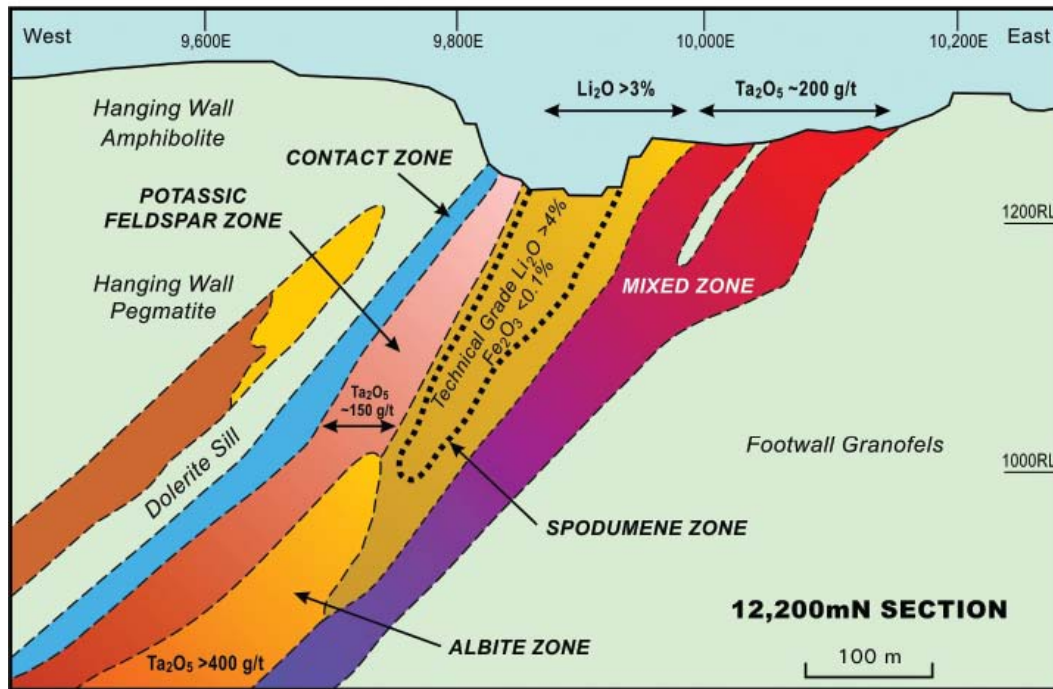 West
9,600E
9,800E
10,000E
10,200E
East
Li₂O >3%
Ta₂O₅ ~200 g/t
Hanging Wall
Amphibolite
CONTACT ZONE
POTASSIC
FELDSPAR ZONE
1200RL
Hanging Wall
Pegmatite
Technical Grade Li₂O >4%
Fe₂O₃ <0.1%
MIXED ZONE
Ta₂O₅
~150 g/t
Dolerite Sill
Footwall Granofels
1000RL
SPODUMENE ZONE
12,200mN SECTION
ALBITE ZONE
Ta₂O₅ >400 g/t
100 m